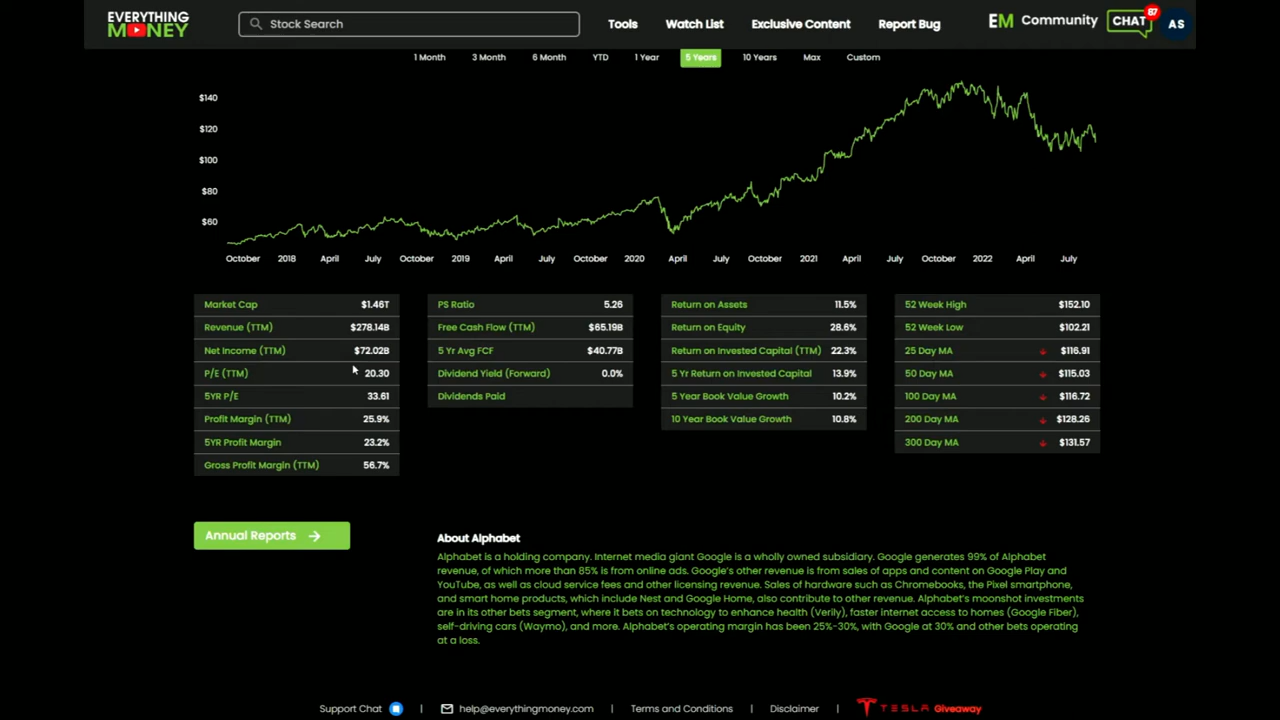 EVERYTHING
MONEY
Stock Search
Tools
Watch List
Exclusive Content
Report Bug
EM Community
CHAT
87
AS
1 Month
3 Month
6 Month
YTD
1 Year
5 Years
10 Years
Max
Custom
$140
$120
$100
$80
$60
October
2018
April
July
October
2019
April
July
October
2020
April
July
October
2021
April
July
October
2022
April
July
Market Cap $1.46T
Revenue (TTM) $278.14B
Net Income (TTM) $72.02B
P/E (TTM) 20.30
5YR P/E 33.61
Profit Margin (TTM) 25.9%
5YR Profit Margin 23.2%
Gross Profit Margin (TTM) 56.7%
PS Ratio 5.26
Free Cash Flow (TTM) $65.19B
5 Yr Avg FCF $40.77B
Dividend Yield (Forward) 0.0%
Dividends Paid
Return on Assets 11.5%
Return on Equity 28.6%
Return on Invested Capital (TTM) 22.3%
5 Yr Return on Invested Capital 13.9%
5 Year Book Value Growth 10.2%
10 Year Book Value Growth 10.8%
52 Week High $152.10
52 Week Low $102.21
25 Day MA $116.91
50 Day MA $115.03
100 Day MA $116.72
200 Day MA $128.26
300 Day MA $131.57
Annual Reports
About Alphabet
Alphabet is a holding company. Internet media giant Google is a wholly owned subsidiary. Google generates 99% of Alphabet
revenue, of which more than 85% is from online ads. Google's other revenue is from sales of apps and content on Google Play and
YouTube, as well as cloud service fees and other licensing revenue. Sales of hardware such as Chromebooks, the Pixel smartphone,
and smart home products, which include Nest and Google Home, also contribute to other revenue. Alphabet's moonshot investments
are in its other bets segment, where it bets on technology to enhance health (Verily), faster internet access to homes (Google Fiber),
self-driving cars (Waymo), and more. Alphabet's operating margin has been 25%-30%, with Google at 30% and other bets operating
at a loss.
Support Chat
help@everythingmoney.com
Terms and Conditions
Disclaimer
TESLA Giveaway